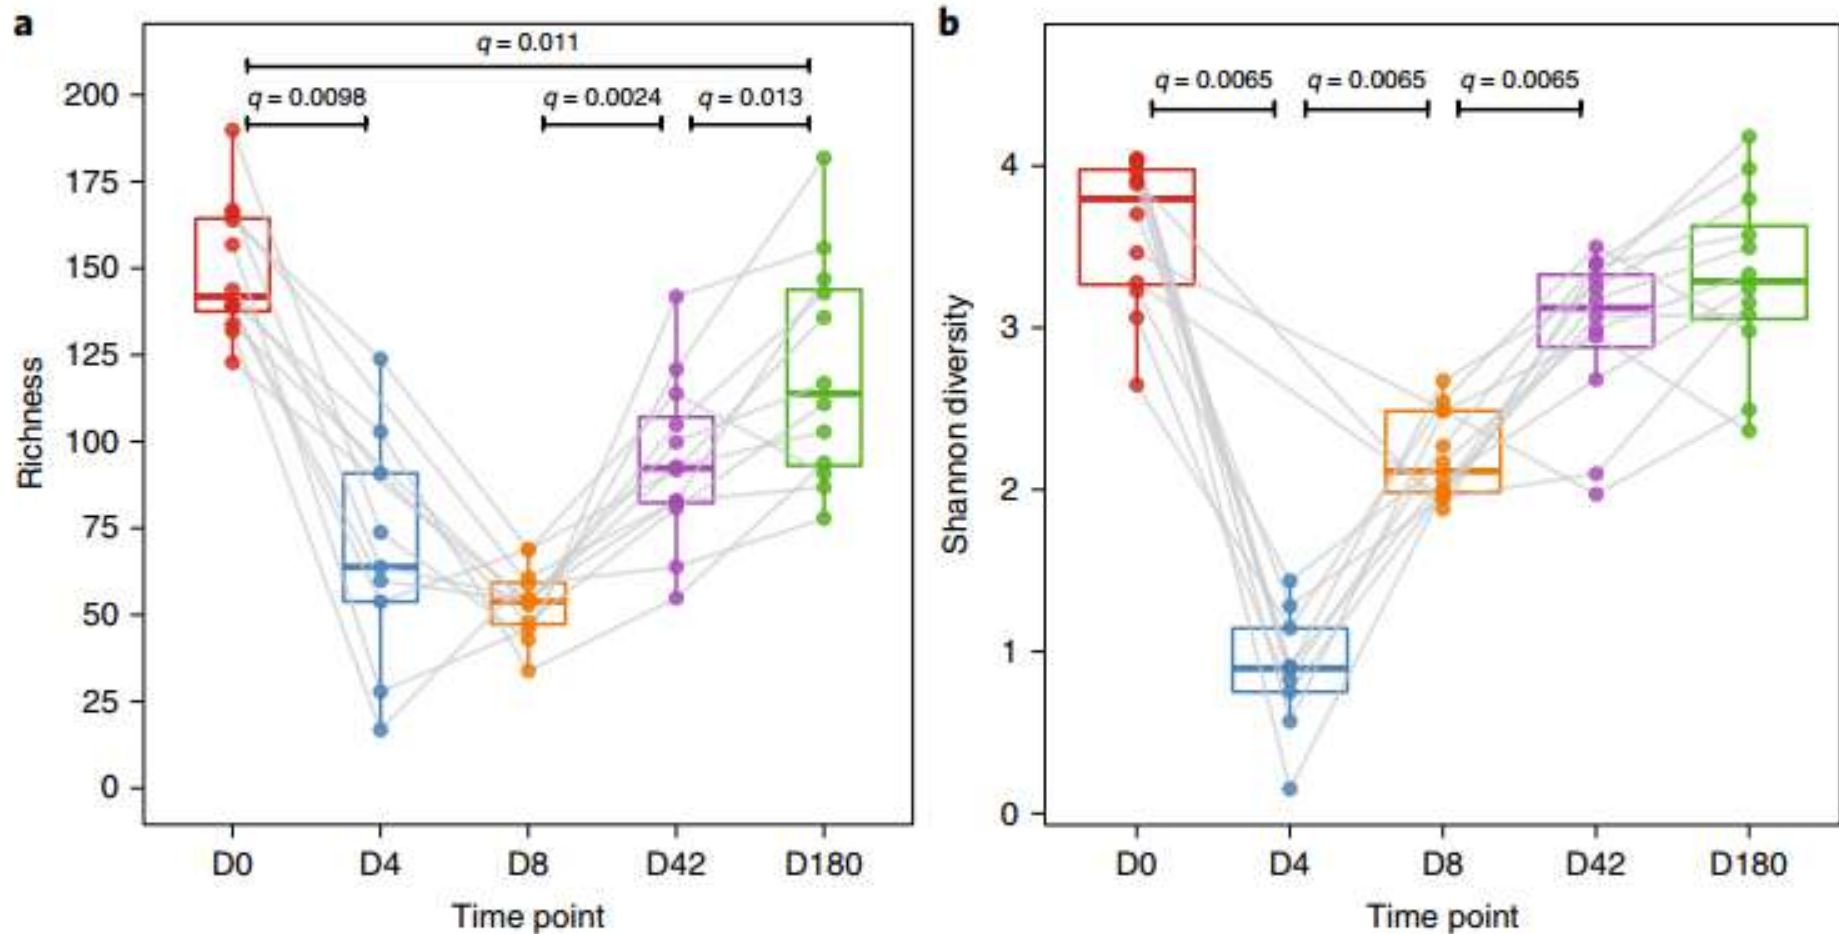 a
q = 0.011
q = 0.0098
q = 0.0024
q = 0.013
200
175
150
125
100
75
50
25
0
Richness
D0 D4 D8 D42 D180
Time point
b
q = 0.0065
q = 0.0065
q = 0.0065
4
3
2
1
0
Shannon diversity
D0 D4 D8 D42 D180
Time point